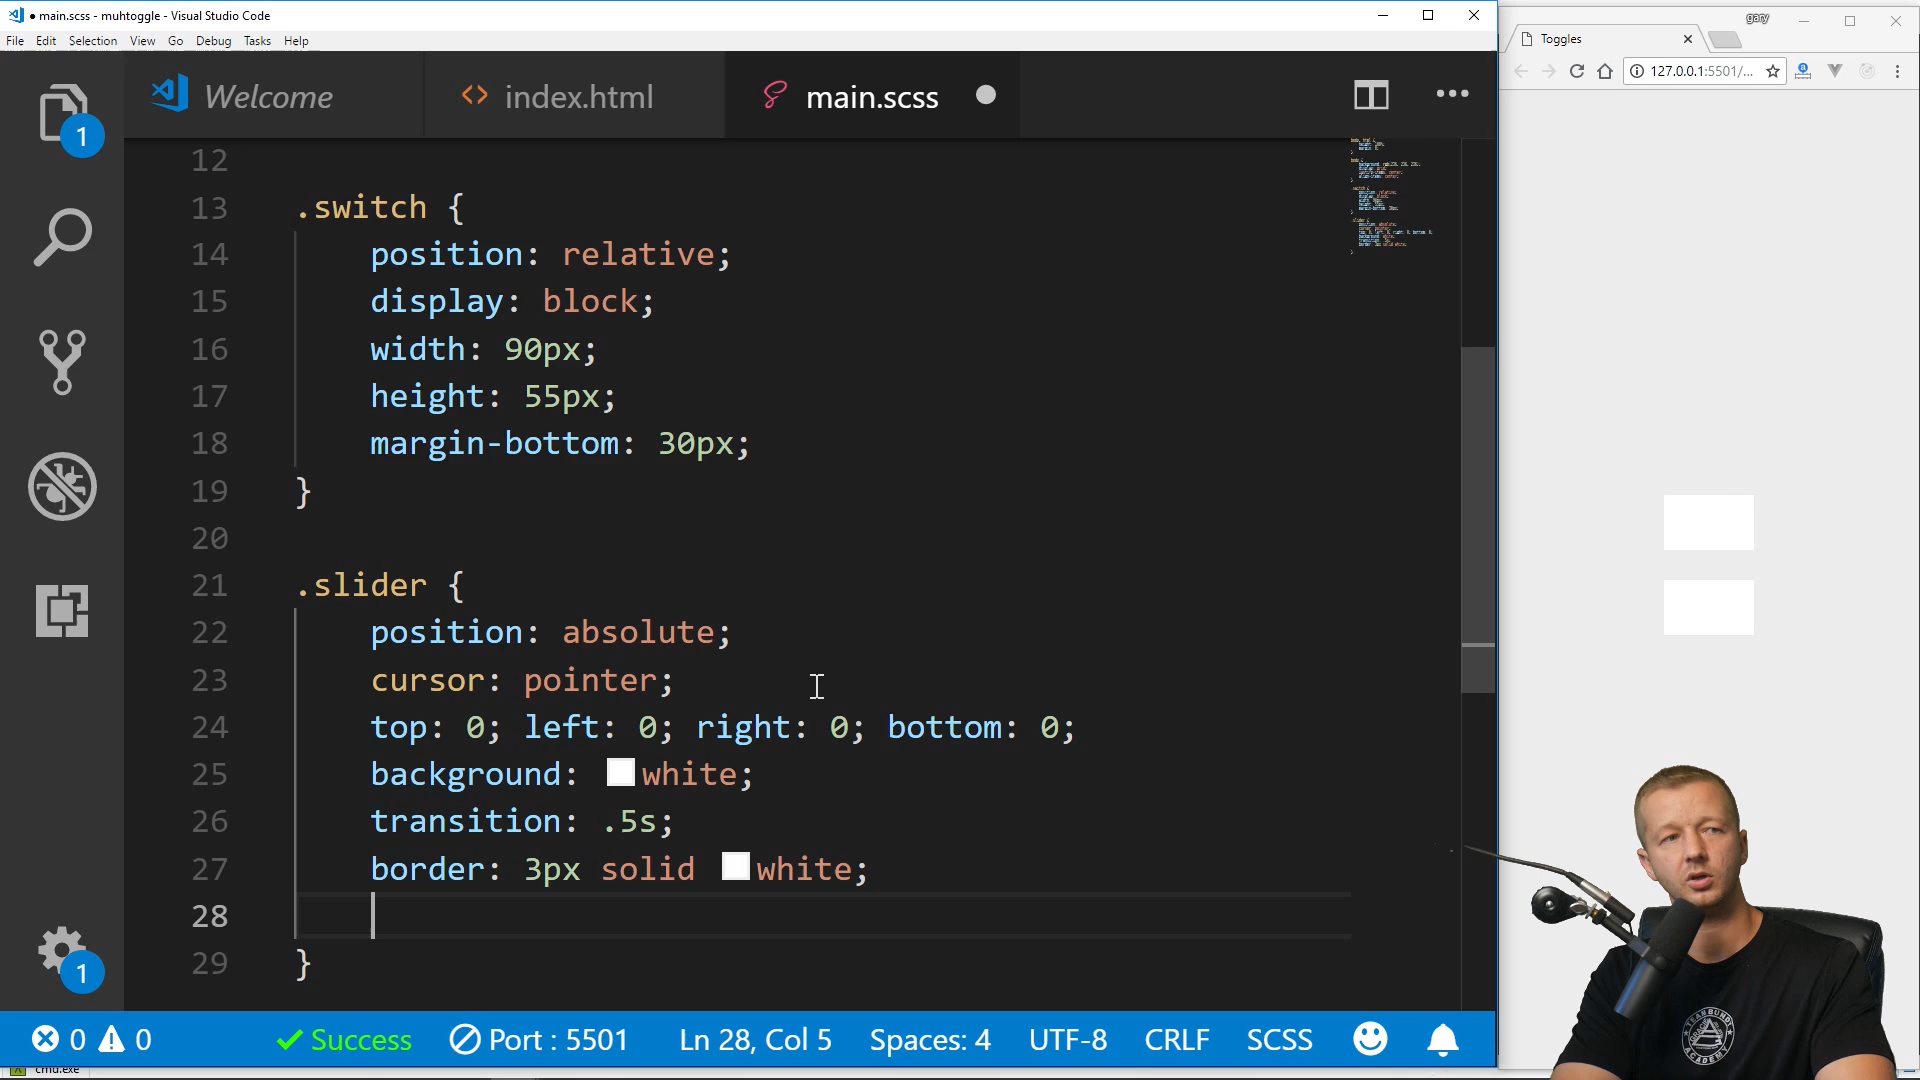 main.scss - muhtoggle - Visual Studio Code
File Edit Selection View Go Debug Tasks Help
Welcome
index.html
main.scss
1
12
13 .switch {
14 position: relative;
15 display: block;
16 width: 90px;
17 height: 55px;
18 margin-bottom: 30px;
19 }
20
21 .slider {
22 position: absolute;
23 cursor: pointer;
24 top: 0; left: 0; right: 0; bottom: 0;
25 background: white;
26 transition: .5s;
27 border: 3px solid white;
28
29 }
1
0 0 Success Port : 5501 Ln 28, Col 5 Spaces: 4 UTF-8 CRLF SCSS
cmd.exe
gary
Toggles
127.0.0.1:5501/...
ACADEMY